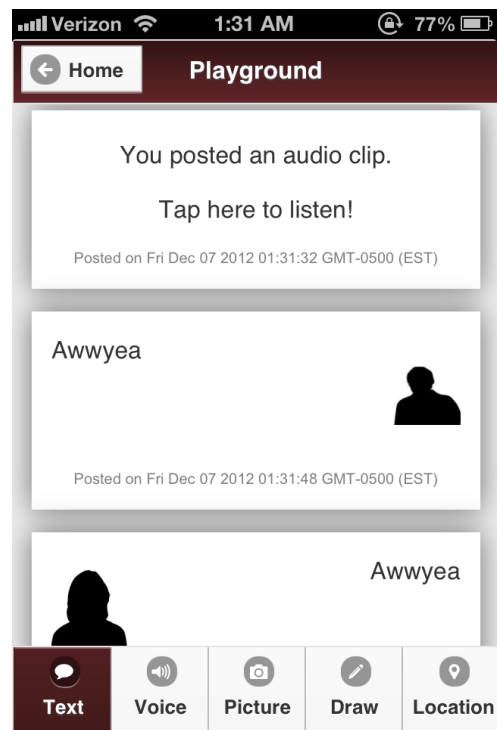 Verizon 1:31 AM 77%
Home Playground
You posted an audio clip.
Tap here to listen!
Posted on Fri Dec 07 2012 01:31:32 GMT-0500 (EST)
Awwyea
Posted on Fri Dec 07 2012 01:31:48 GMT-0500 (EST)
Awwyea
Text Voice Picture Draw Location